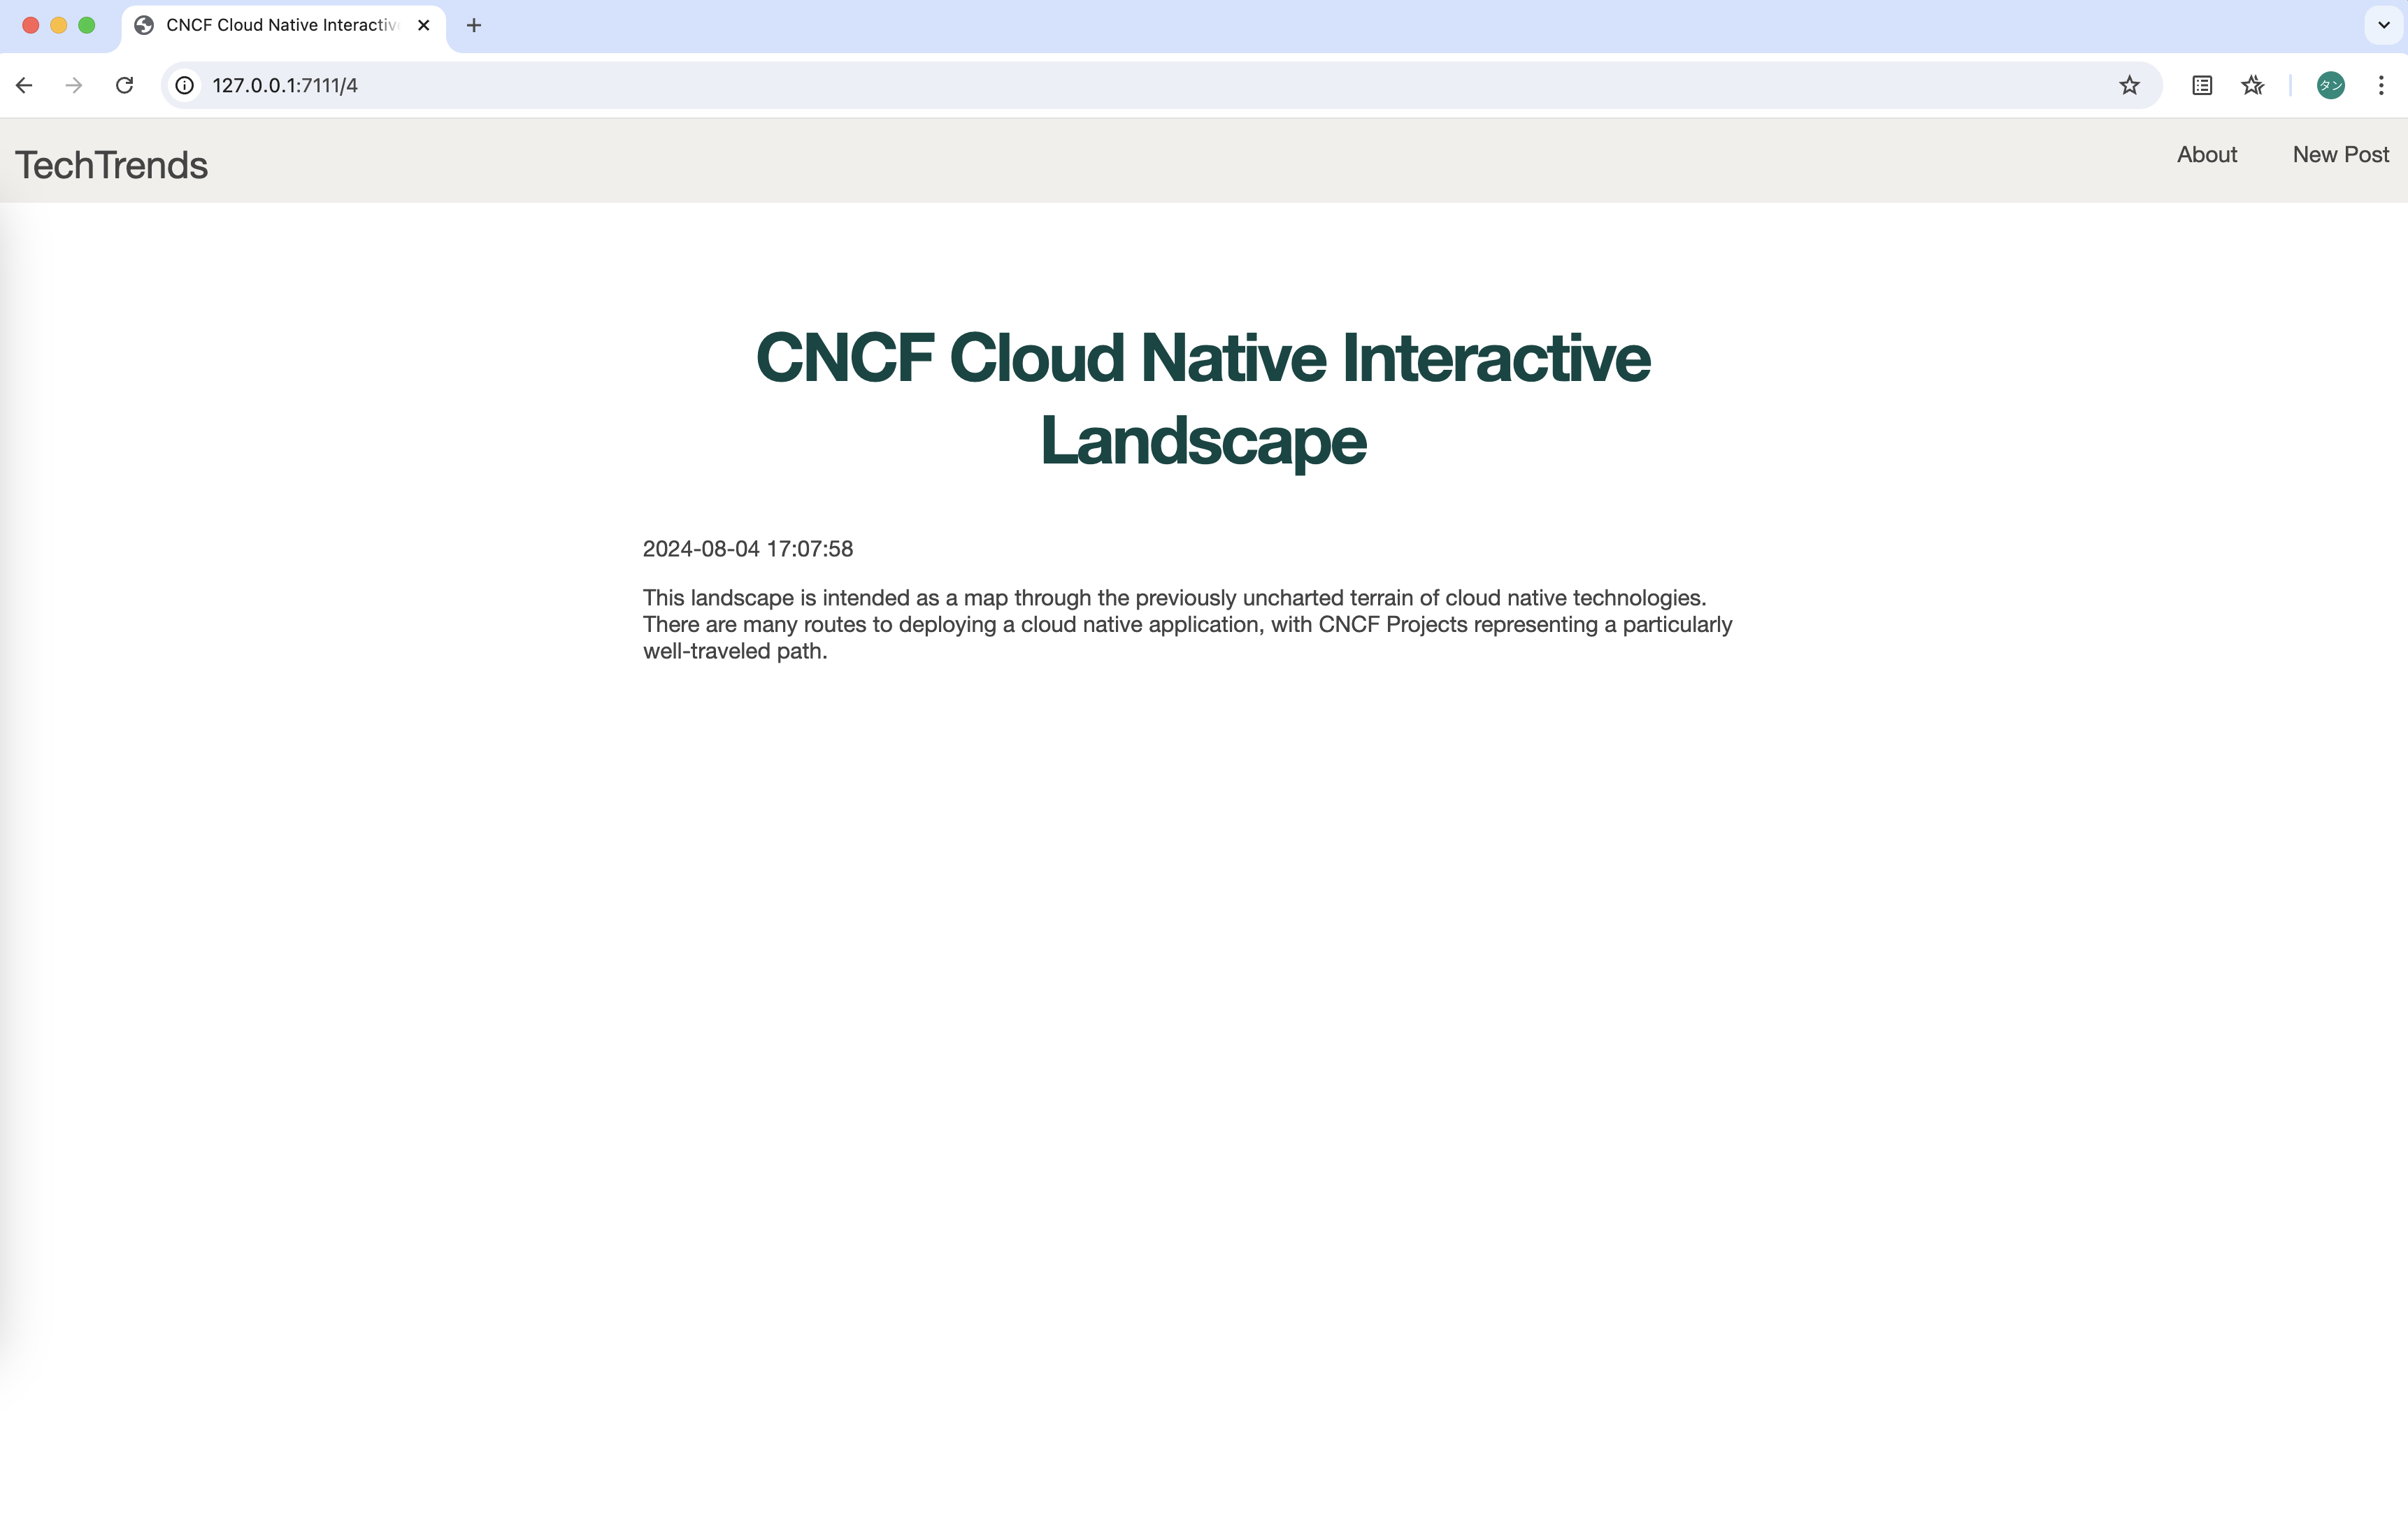 CNCF Cloud Native Interactiv
127.0.0.1:7111/4
タン
TechTrends
About
New Post
CNCF Cloud Native Interactive
Landscape
2024-08-04 17:07:58
This landscape is intended as a map through the previously uncharted terrain of cloud native technologies.
There are many routes to deploying a cloud native application, with CNCF Projects representing a particularly
well-traveled path.